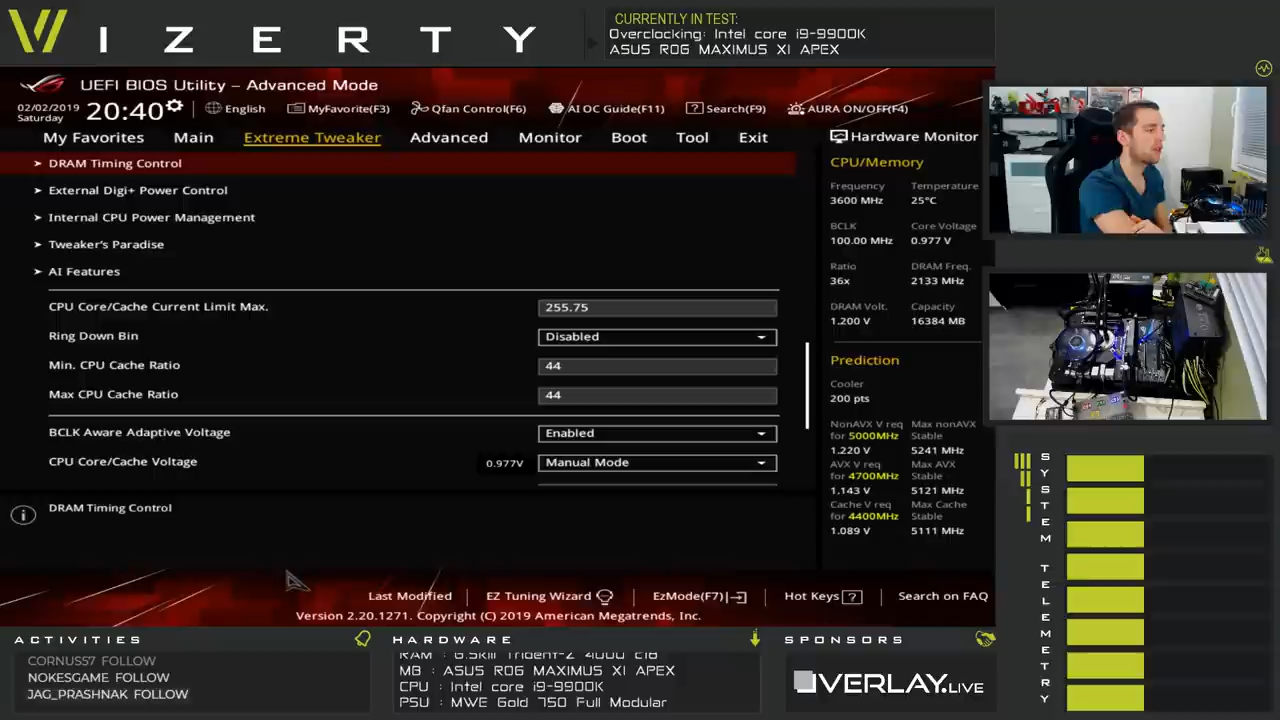 WIZERTY
CURRENTLY IN TEST:
Overclocking: Intel core i9-9900K
ASUS ROG MAXIMUS XI APEX
UEFI BIOS Utility – Advanced Mode
02/02/2019
Saturday
20:40
English
MyFavorite(F3)
Qfan Control(F6)
AI OC Guide(F11)
Search(F9)
AURA ON/OFF(F4)
My Favorites
Main
Extreme Tweaker
Advanced
Monitor
Boot
Tool
Exit
Hardware Monitor
DRAM Timing Control
External Digi+ Power Control
Internal CPU Power Management
Tweaker's Paradise
AI Features
CPU Core/Cache Current Limit Max. 255.75
Ring Down Bin Disabled
Min. CPU Cache Ratio 44
Max CPU Cache Ratio 44
BCLK Aware Adaptive Voltage Enabled
CPU Core/Cache Voltage 0.977V Manual Mode
DRAM Timing Control
CPU/Memory
Frequency Temperature
3600 MHz 25°C
BCLK Core Voltage
100.00 MHz 0.977 V
Ratio DRAM Freq.
36x 2133 MHz
DRAM Volt. Capacity
1.200 V 16384 MB
Prediction
Cooler
200 pts
NonAVX V req Max nonAVX
for 5000MHz Stable
1.220 V 5241 MHz
AVX V req Max AVX
for 4700MHz Stable
1.143 V 5121 MHz
Cache V req Max Cache
for 4400MHz Stable
1.089 V 5111 MHz
Last Modified
EZ Tuning Wizard
EzMode(F7)
Hot Keys ?
Search on FAQ
Version 2.20.1271. Copyright (C) 2019 American Megatrends, Inc.
SYSTEM TELEMETRY
ACTIVITIES
CORNUS57 FOLLOW
NOKESGAME FOLLOW
JAG_PRASHNAK FOLLOW
HARDWARE
RAM : G.Skill Trident-Z 4000 c18
MB : ASUS ROG MAXIMUS XI APEX
CPU : Intel core i9-9900K
PSU : MWE Gold 750 Full Modular
SPONSORS
OVERLAY.LIVE